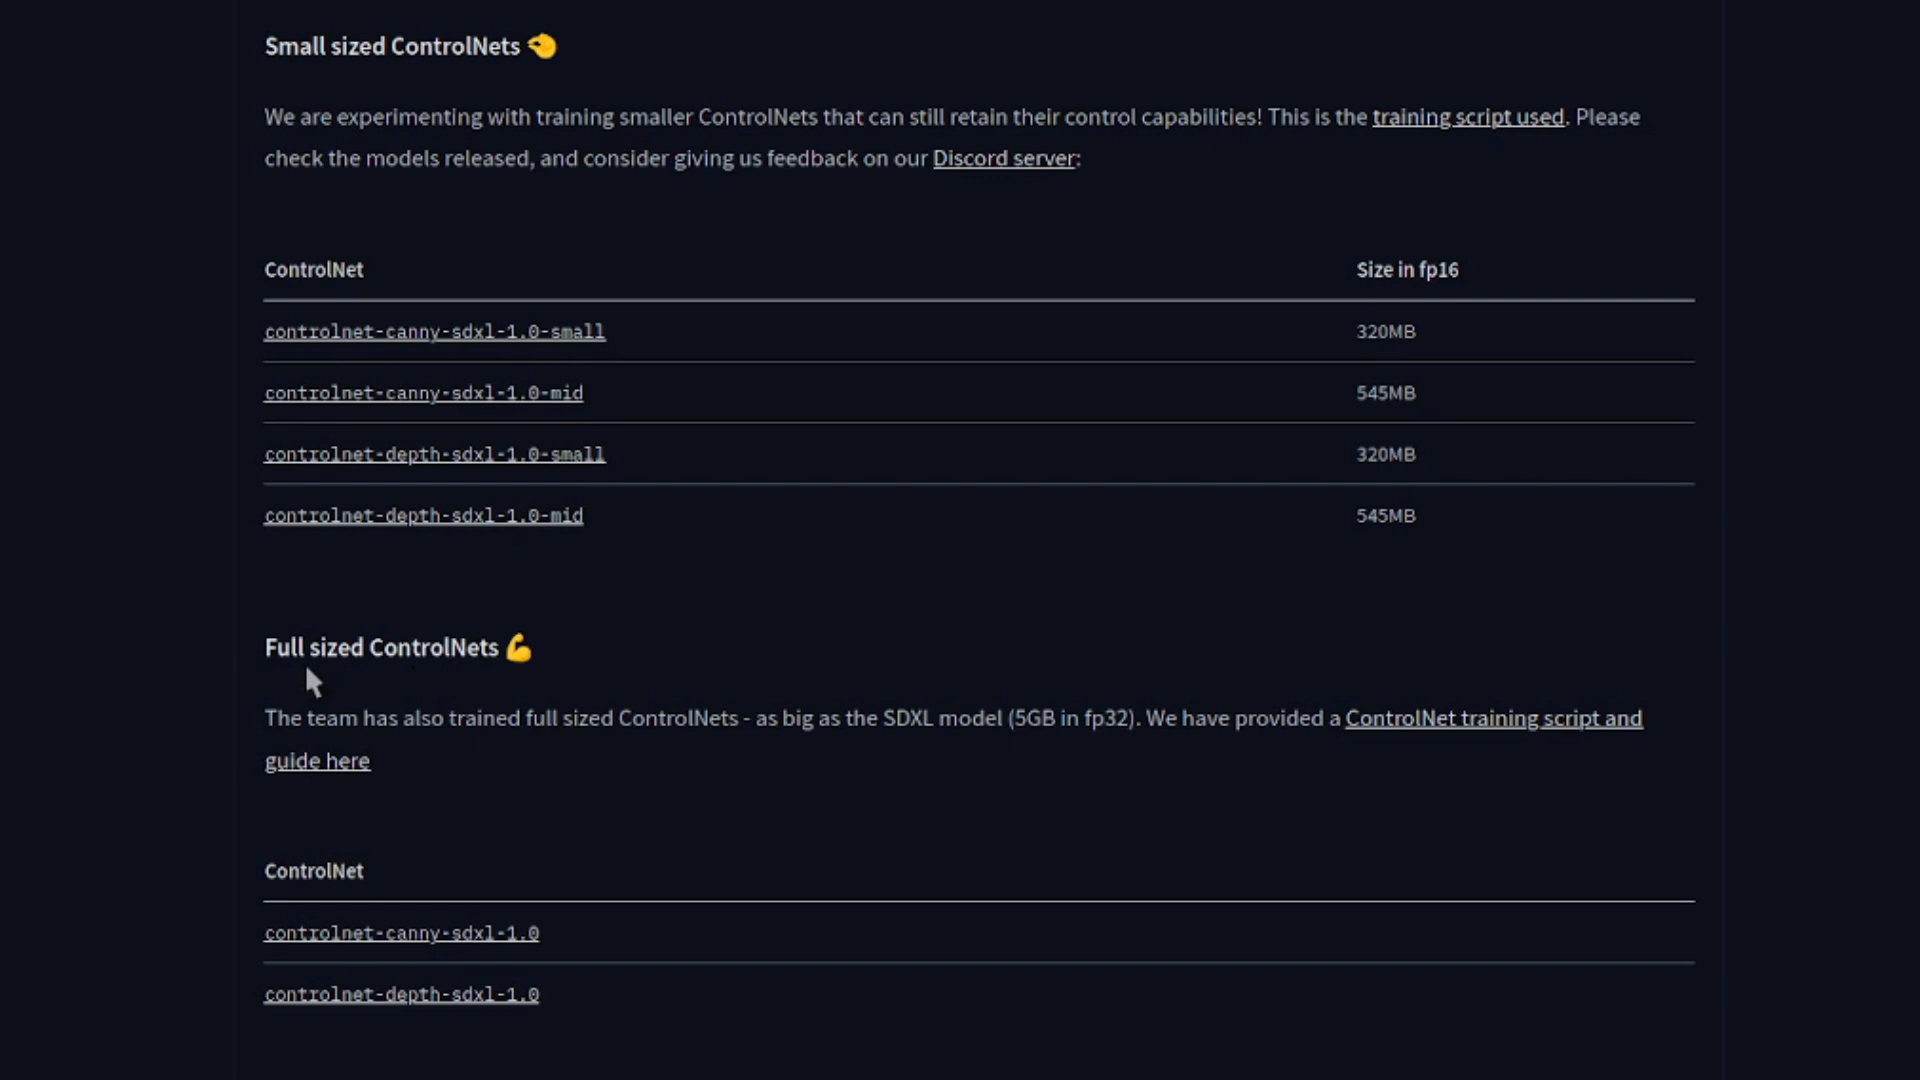 Small sized ControlNets 🤏
We are experimenting with training smaller ControlNets that can still retain their control capabilities! This is the training script used. Please
check the models released, and consider giving us feedback on our Discord server:
ControlNet Size in fp16
controlnet-canny-sdxl-1.0-small 320MB
controlnet-canny-sdxl-1.0-mid 545MB
controlnet-depth-sdxl-1.0-small 320MB
controlnet-depth-sdxl-1.0-mid 545MB
Full sized ControlNets 💪
The team has also trained full sized ControlNets - as big as the SDXL model (5GB in fp32). We have provided a ControlNet training script and
guide here
ControlNet
controlnet-canny-sdxl-1.0
controlnet-depth-sdxl-1.0